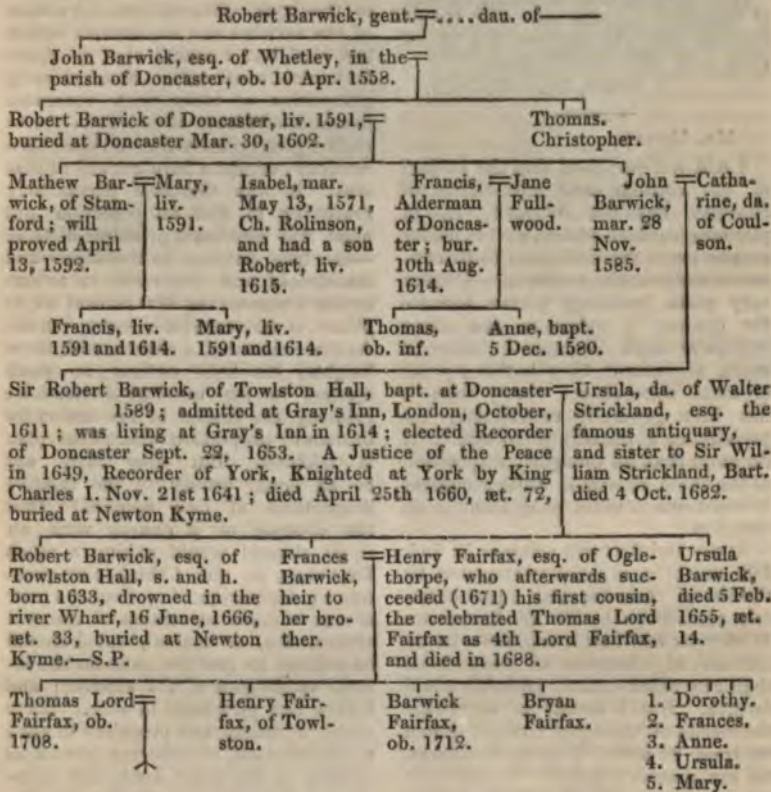 Robert Barwick, gent.=.... dau. of——
John Barwick, esq. of Whetley, in the=
parish of Doncaster, ob. 10 Apr. 1558.
Robert Barwick of Doncaster, liv. 1591,=
buried at Doncaster Mar. 30, 1602.
Thomas.
Christopher.
Mathew Bar-=
wick, of Stam-
ford; will
proved April
13, 1592.
Mary,
liv.
1591.
Isabel, mar.
May 13, 1571,
Ch. Rolinson,
and had a son
Robert, liv.
1615.
Francis, =
Alderman
of Doncas-
ter; bur.
10th Aug.
1614.
Jane
Full-
wood.
John =
Barwick,
mar. 28
Nov.
1585.
Catha-
rine, da.
of Coul-
son.
Francis, liv.
1591 and 1614.
Mary, liv.
1591 and 1614.
Thomas,
ob. inf.
Anne, bapt.
5 Dec. 1580.
Sir Robert Barwick, of Towlston Hall, bapt. at Doncaster=
1589; admitted at Gray's Inn, London, October,
1611; was living at Gray's Inn in 1614; elected Recorder
of Doncaster Sept. 22, 1653. A Justice of the Peace
in 1649, Recorder of York, Knighted at York by King
Charles I. Nov. 21st 1641; died April 25th 1660, æt. 72,
buried at Newton Kyme.
Ursula, da. of Walter
Strickland, esq. the
famous antiquary,
and sister to Sir Wil-
liam Strickland, Bart.
died 4 Oct. 1682.
Robert Barwick, esq. of
Towlston Hall, s. and h.
born 1633, drowned in the
river Wharf, 16 June, 1666,
æt. 33, buried at Newton
Kyme.—S.P.
Frances =
Barwick,
heir to
her bro-
ther.
Henry Fairfax, esq. of Ogle-
thorpe, who afterwards suc-
ceeded (1671) his first cousin,
the celebrated Thomas Lord
Fairfax as 4th Lord Fairfax,
and died in 1688.
Ursula
Barwick,
died 5 Feb.
1655, æt.
14.
Thomas Lord=
Fairfax, ob.
1708.
Henry Fair-
fax, of Towl-
ston.
Barwick
Fairfax,
ob. 1712.
Bryan
Fairfax.
1. Dorothy.
2. Frances.
3. Anne.
4. Ursula.
5. Mary.